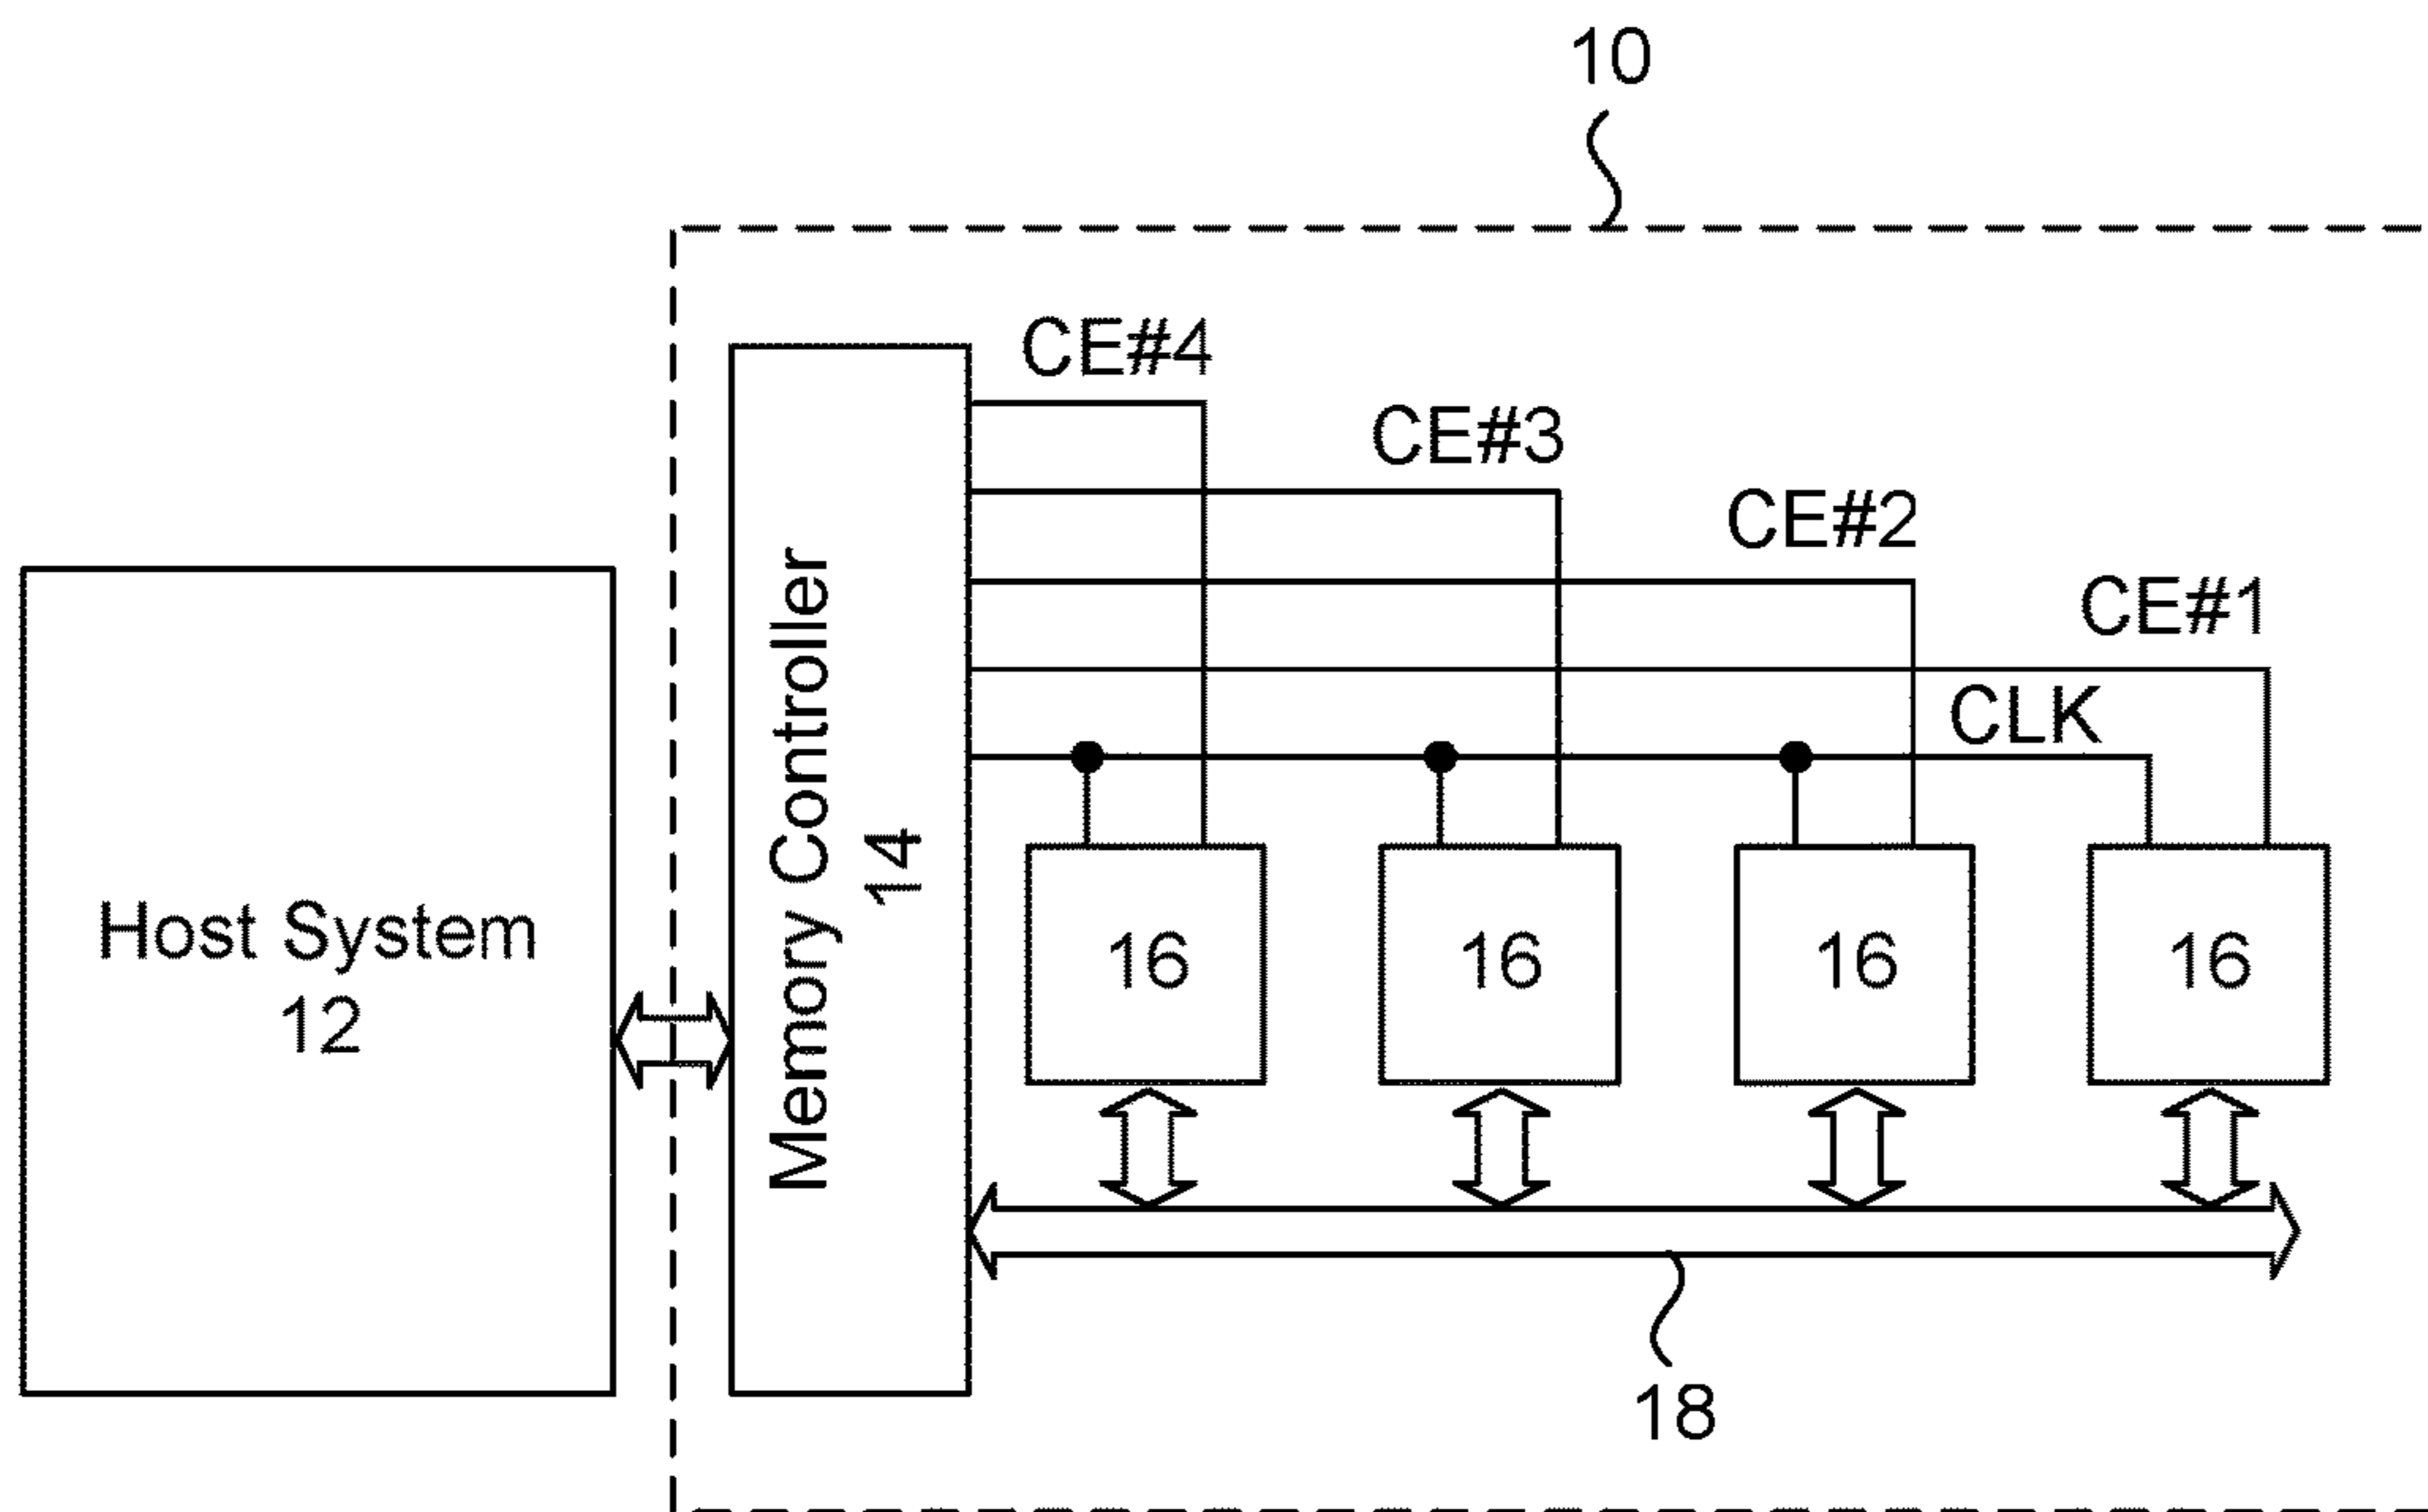 10
CE#4
CE#3
CE#2
CE#1
CLK
Memory Controller
14
Host System
12
16
16
16
16
18